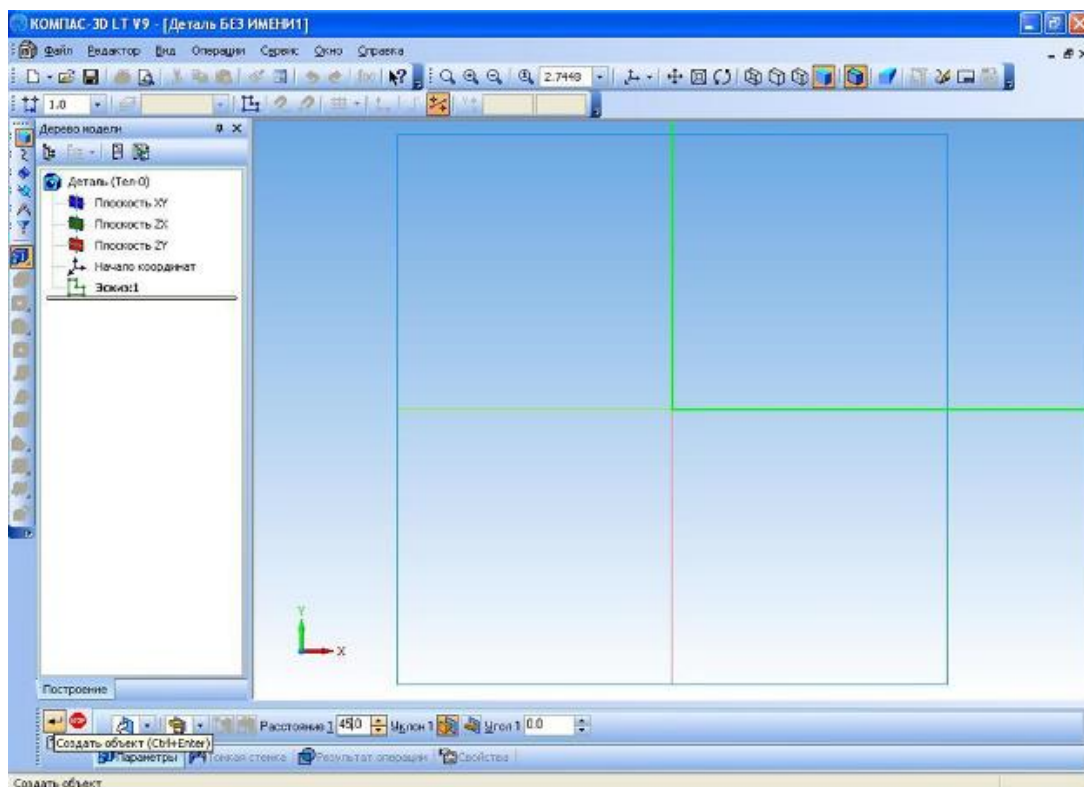 КОМПАС-3D LT V9 - [Деталь БЕЗ ИМЕНИ1]
Файл Редактор Вид Операции Сервис Окно Справка
2.7448
1.0
Дерево модели
Деталь (Тел-0)
Плоскость XY
Плоскость ZX
Плоскость ZY
Начало координат
Эскиз:1
Y
X
Построение
Расстояние 1 45.0 Уклон 1 Угол 1 0.0
Создать объект (Ctrl+Enter)
Параметры Тонкая стенка Результат операции Свойства
Создать объект